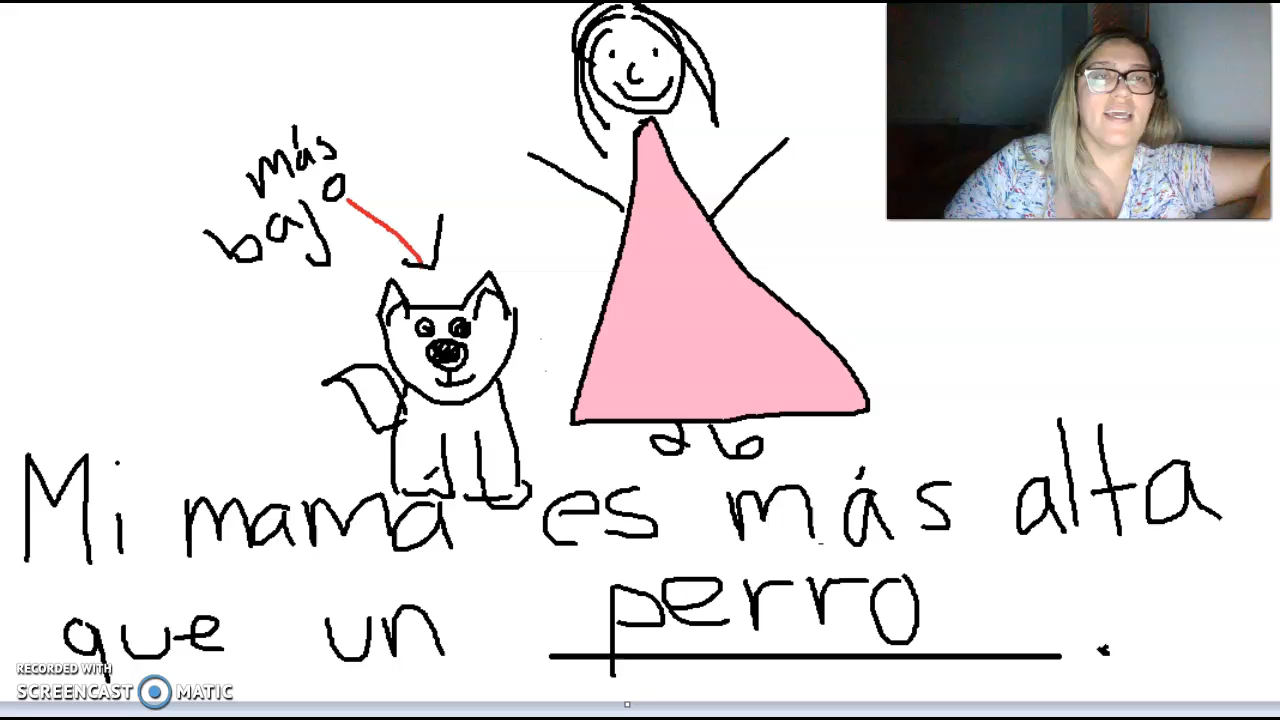 más
bajo
Mi mamá es más alta
que un perro.
RECORDED WITH
SCREENCAST MATIC